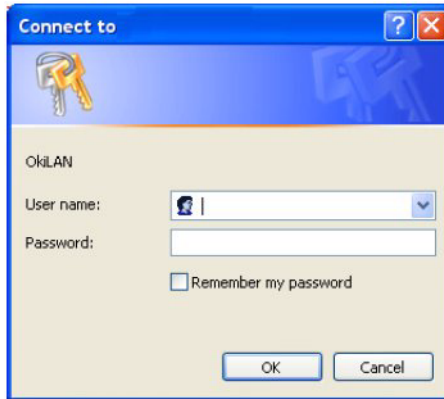 Connect to
OkiLAN
User name:
Password:
Remember my password
OK Cancel